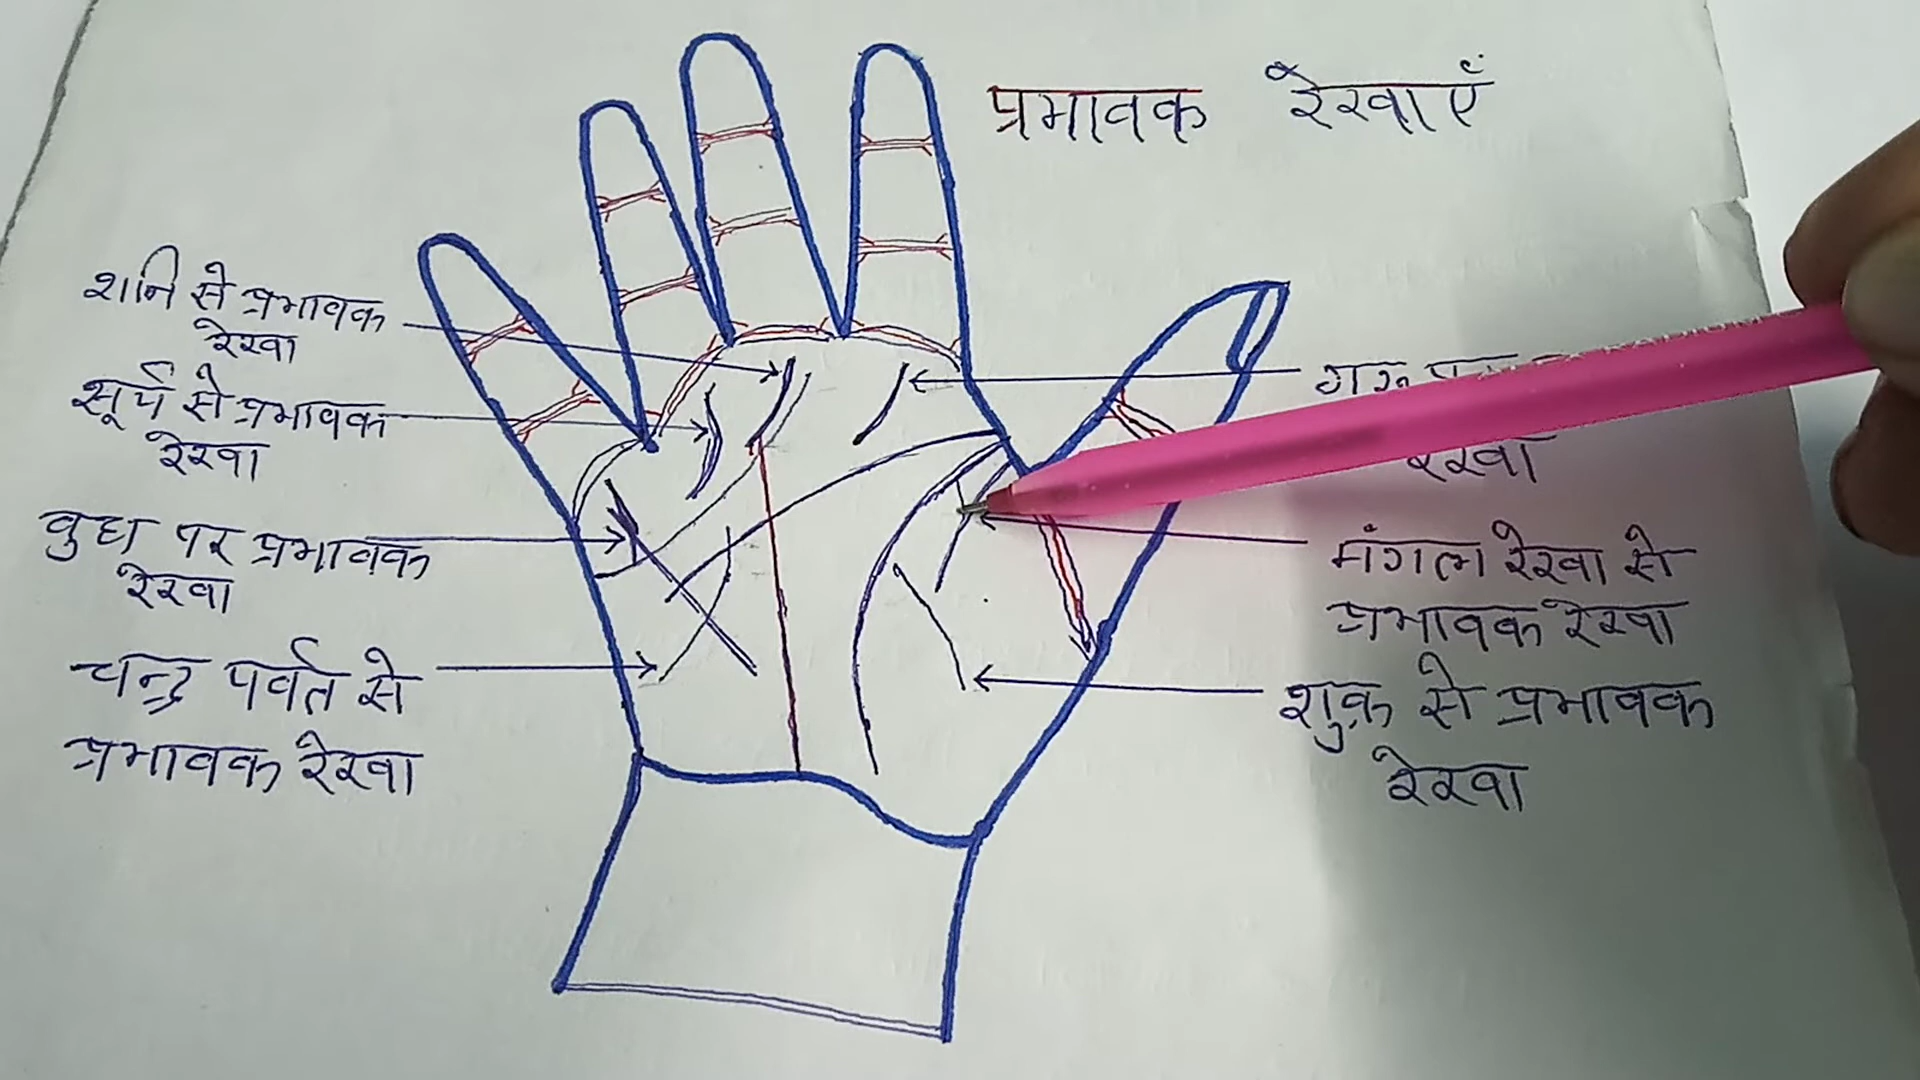 प्रभावक रेखाएँ
शनि से प्रभावक
रेखा
सूर्य से प्रभावक
रेखा
बुध पर प्रभावक
रेखा
चन्द्र पर्वत से
प्रभावक रेखा
रेखा
मंगल रेखा से
प्रभावक रेखा
शुक्र से प्रभावक
रेखा